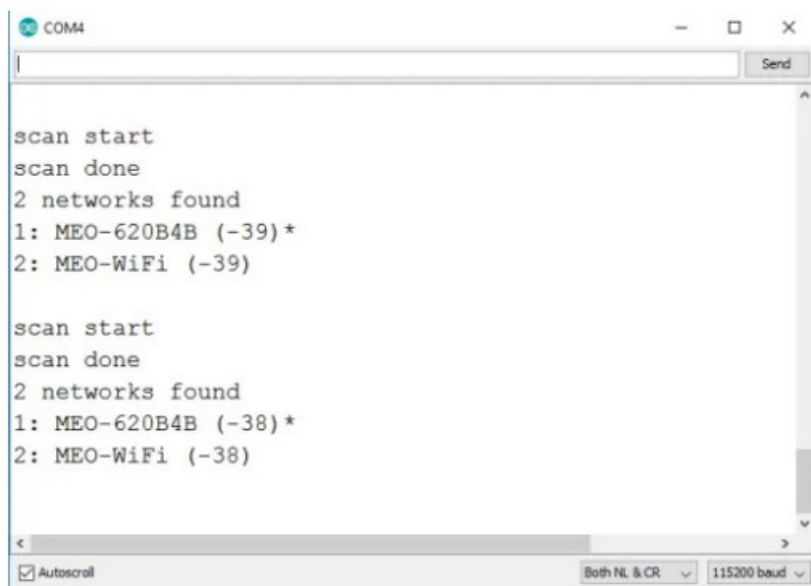 COM4
Send
scan start
scan done
2 networks found
1: MEO-620B4B (-39)*
2: MEO-WiFi (-39)
scan start
scan done
2 networks found
1: MEO-620B4B (-38)*
2: MEO-WiFi (-38)
Autoscroll
Both NL & CR
115200 baud